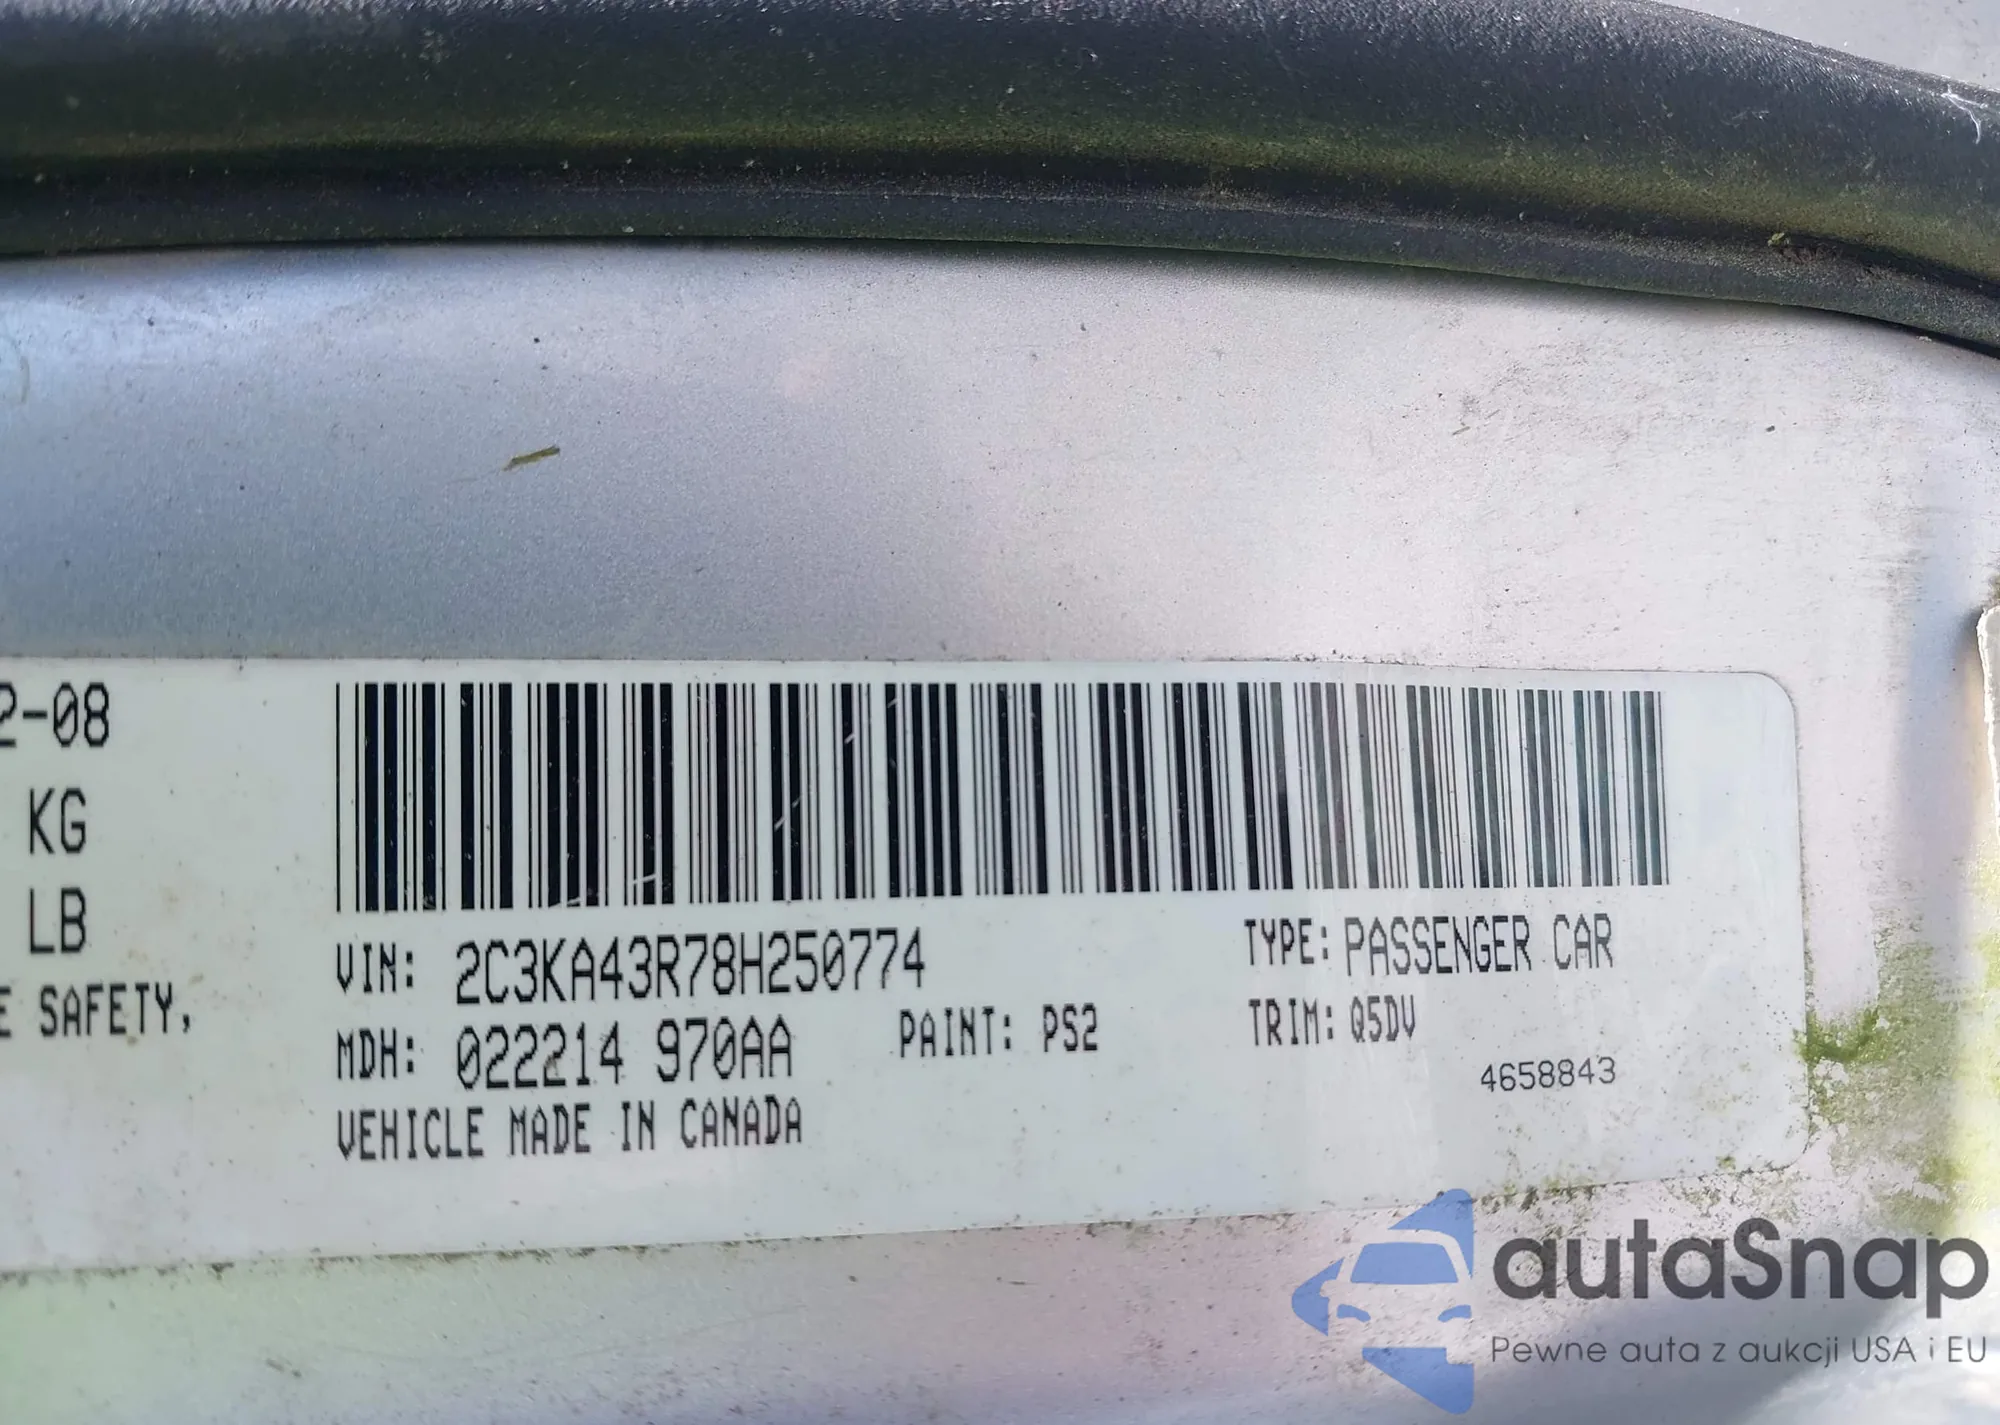 2-08
KG
LB
E SAFETY,
VIN: 2C3KA43R78H250774
TYPE: PASSENGER CAR
MDH: 022214 970AA
PAINT: PS2
TRIM: Q5DV
4658843
VEHICLE MADE IN CANADA
autaSnap
Pewne auta z aukcji USA i EU